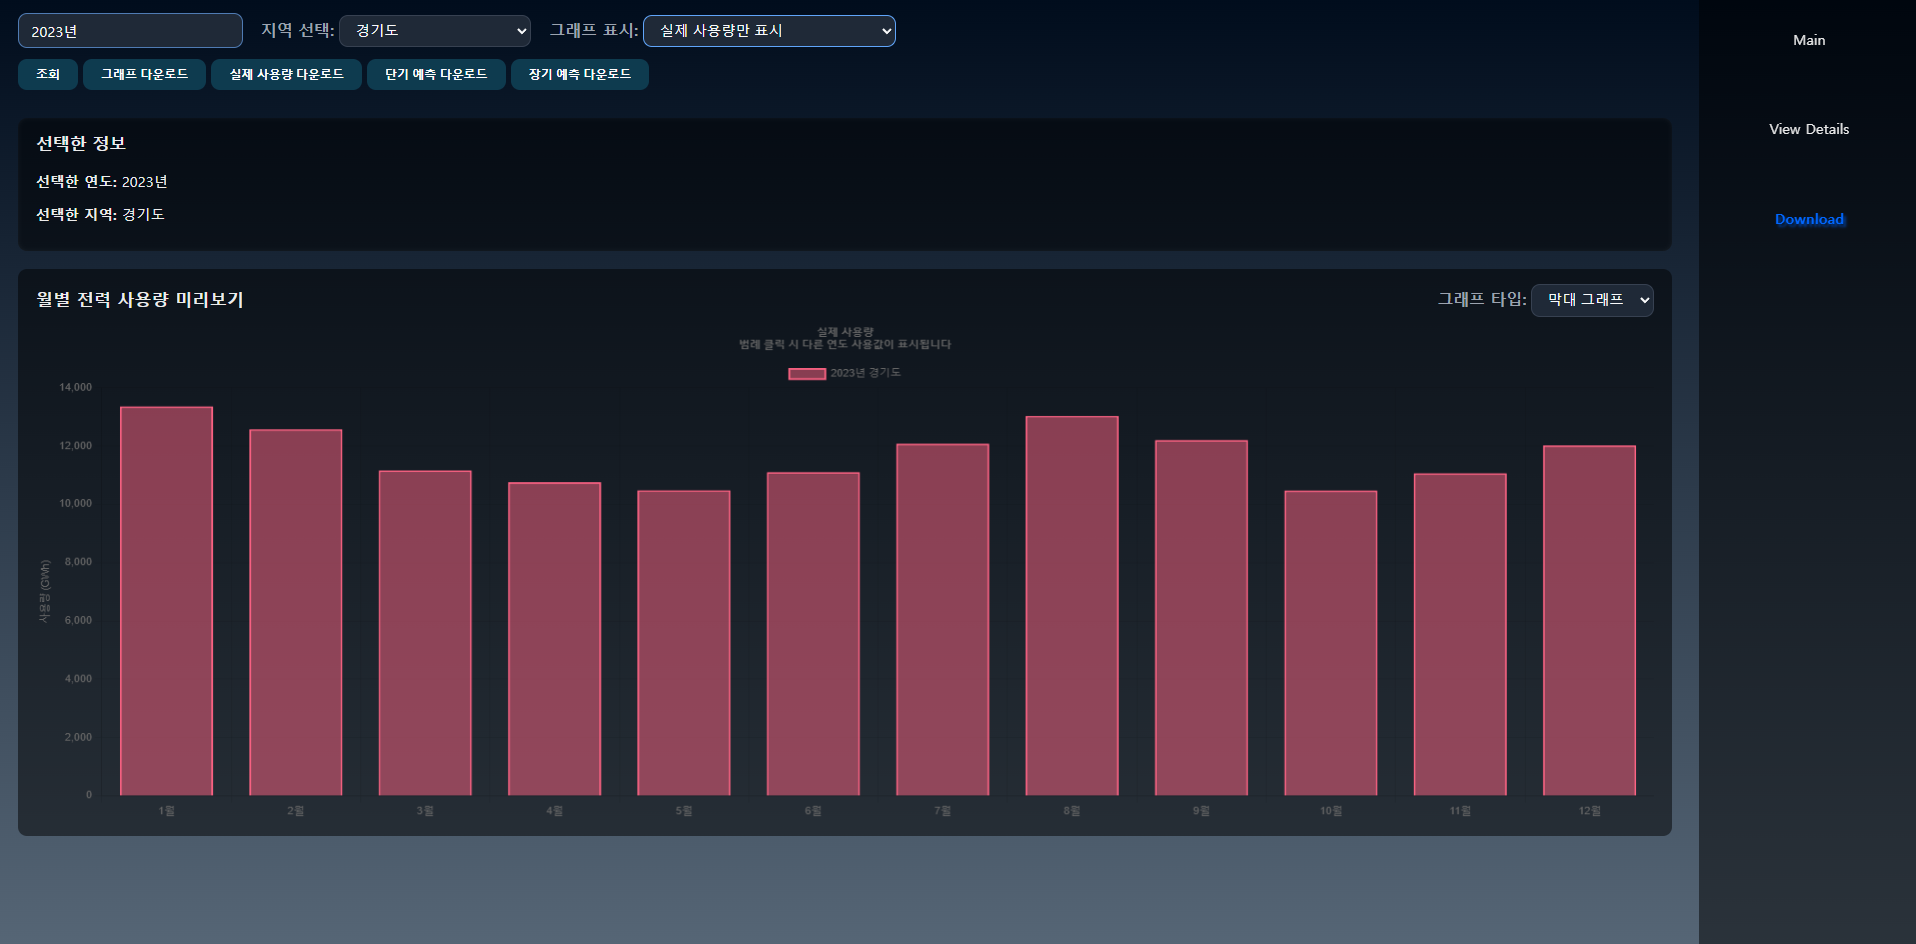 2023년 지역 선택: 경기도 그래프 표시: 실제 사용량만 표시
조회 그래프 다운로드 실제 사용량 다운로드 단기 예측 다운로드 장기 예측 다운로드
선택한 정보
선택한 연도: 2023년
선택한 지역: 경기도
월별 전력 사용량 미리보기
그래프 타입: 막대 그래프
실제 사용량
범례 클릭 시 다른 연도 사용값이 표시됩니다
2023년 경기도
14,000
12,000
10,000
8,000
6,000
4,000
2,000
0
사용량 (GWh)
1월 2월 3월 4월 5월 6월 7월 8월 9월 10월 11월 12월
Main
View Details
Download